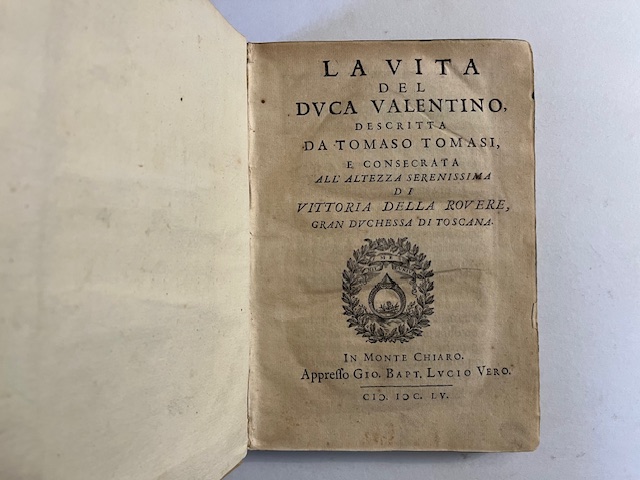 LA VITA
DEL
DVCA VALENTINO,
DESCRITTA
DA TOMASO TOMASI,
E CONSECRATA
ALL' ALTEZZA SERENISSIMA
DI
VITTORIA DELLA ROVERE,
GRAN DVCHESSA DI TOSCANA.
IN MONTE CHIARO.
Appreſſo GIO. BAPT. LVCIO VERO.
CIↃ. IↃC. LV.